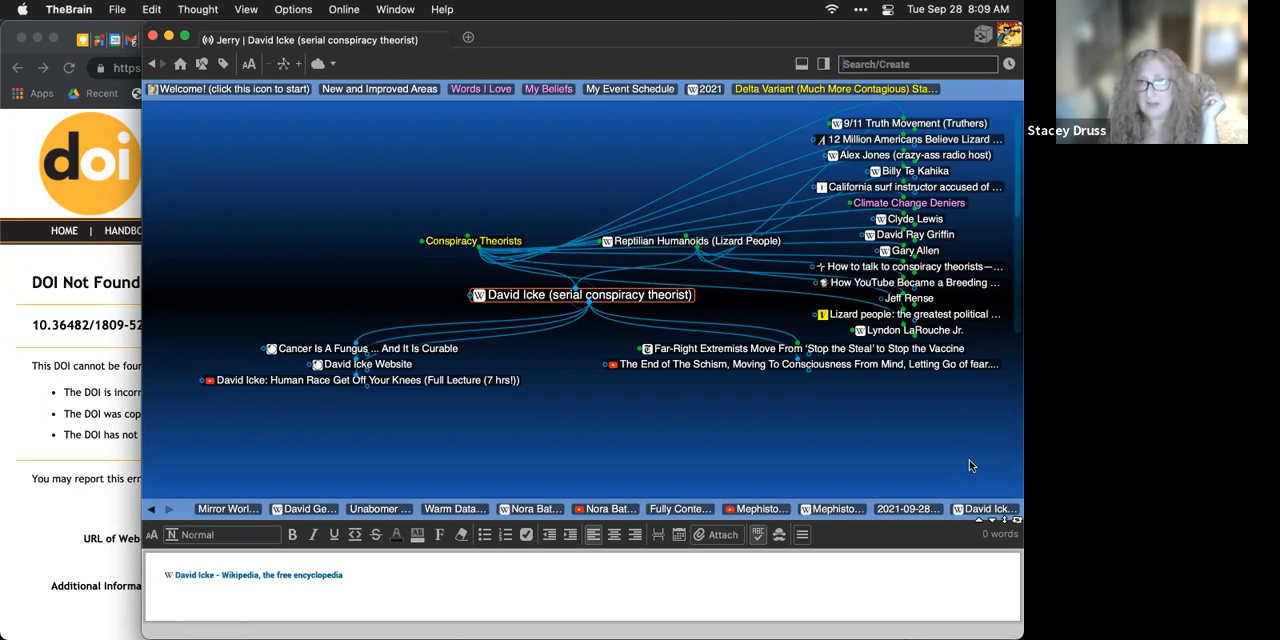 TheBrain File Edit Thought View Options Online Window Help Tue Sep 28 8:09 AM
Jerry | David Icke (serial conspiracy theorist)
https
AA
Search/Create
Apps Recent
Welcome! (click this icon to start) New and Improved Areas Words I Love My Beliefs My Event Schedule 2021 Delta Variant (Much More Contagious) Sta...
doi
HOME | HANDBO
DOI Not Found
10.36482/1809-52
This DOI cannot be foun
The DOI is incorr
The DOI was cop
The DOI has not
You may report this erro
URL of Web
Additional Informa
9/11 Truth Movement (Truthers)
12 Million Americans Believe Lizard ...
Alex Jones (crazy-ass radio host)
Billy Te Kahika
California surf instructor accused of ...
Climate Change Deniers
Clyde Lewis
David Ray Griffin
Gary Allen
How to talk to conspiracy theorists—...
How YouTube Became a Breeding ...
Jeff Rense
Lizard people: the greatest political ...
Lyndon LaRouche Jr.
Conspiracy Theorists
Reptilian Humanoids (Lizard People)
David Icke (serial conspiracy theorist)
Cancer Is A Fungus ... And It Is Curable
David Icke Website
David Icke: Human Race Get Off Your Knees (Full Lecture (7 hrs!))
Far-Right Extremists Move From ‘Stop the Steal’ to Stop the Vaccine
The End of The Schism, Moving To Consciousness From Mind, Letting Go of fear....
Mirror Worl... David Ge... Unabomer ... Warm Data... Nora Bat... Nora Bat... Fully Conte... Mephisto... Mephisto... 2021-09-28... David Ick...
AA N Normal B I U S A F Attach ABC 0 words
W David Icke - Wikipedia, the free encyclopedia
Stacey Druss